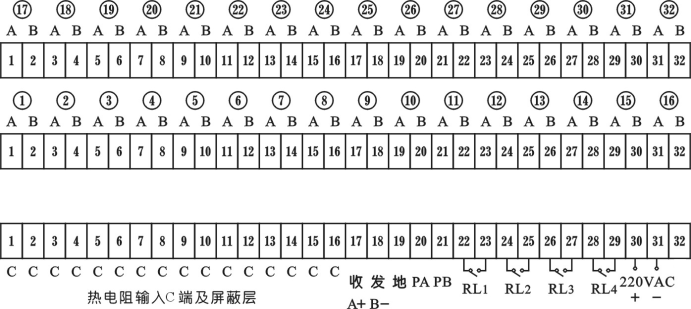 ⑰ ⑱ ⑲ ⑳ ㉑ ㉒ ㉓ ㉔ ㉕ ㉖ ㉗ ㉘ ㉙ ㉚ ㉛ ㉜
A B A B A B A B A B A B A B A B A B A B A B A B A B A B A B A B
1 2 3 4 5 6 7 8 9 10 11 12 13 14 15 16 17 18 19 20 21 22 23 24 25 26 27 28 29 30 31 32
① ② ③ ④ ⑤ ⑥ ⑦ ⑧ ⑨ ⑩ ⑪ ⑫ ⑬ ⑭ ⑮ ⑯
A B A B A B A B A B A B A B A B A B A B A B A B A B A B A B A B
1 2 3 4 5 6 7 8 9 10 11 12 13 14 15 16 17 18 19 20 21 22 23 24 25 26 27 28 29 30 31 32
1 2 3 4 5 6 7 8 9 10 11 12 13 14 15 16 17 18 19 20 21 22 23 24 25 26 27 28 29 30 31 32
C C C C C C C C C C C C C C C C 收 发 地 PA PB RL1 RL2 RL3 RL4 220VAC
热电阻输入C 端及屏蔽层 A+ B− + −